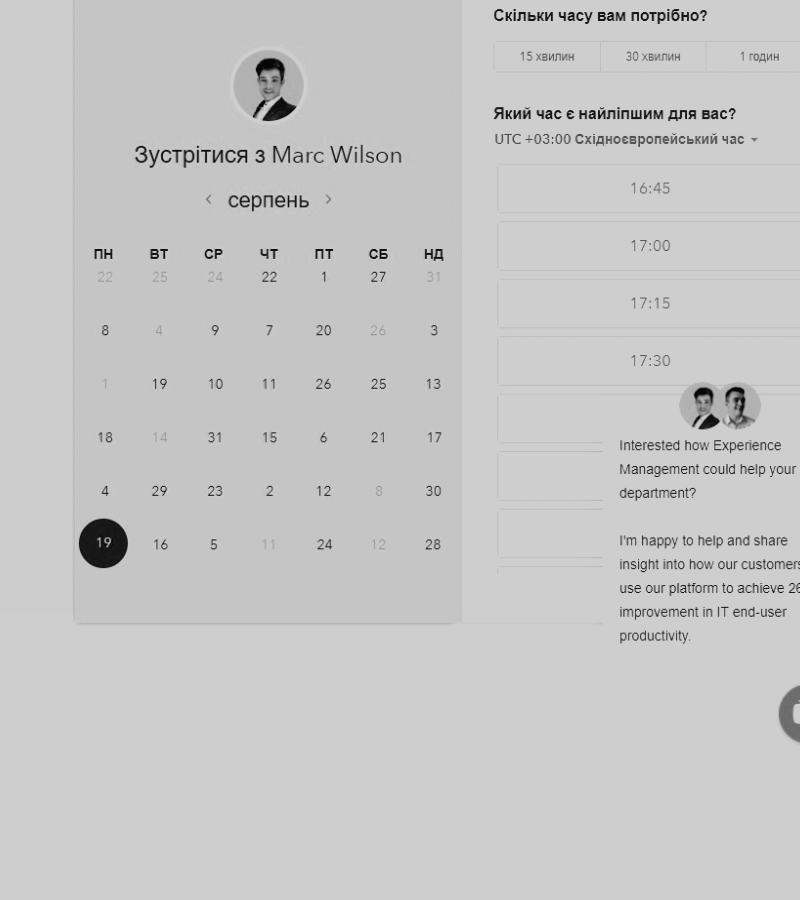 Зустрітися з Marc Wilson
серпень
ПН ВТ СР ЧТ ПТ СБ НД
22 25 24 22 1 27 31
8 4 9 7 20 26 3
1 19 10 11 26 25 13
18 14 31 15 6 21 17
4 29 23 2 12 8 30
19 16 5 11 24 12 28
Скільки часу вам потрібно?
15 хвилин 30 хвилин 1 годин
Який час є найліпшим для вас?
UTC +03:00 Східноєвропейський час
16:45
17:00
17:15
17:30
Interested how Experience
Management could help your
department?
I'm happy to help and share
insight into how our customers
use our platform to achieve 26
improvement in IT end-user
productivity.